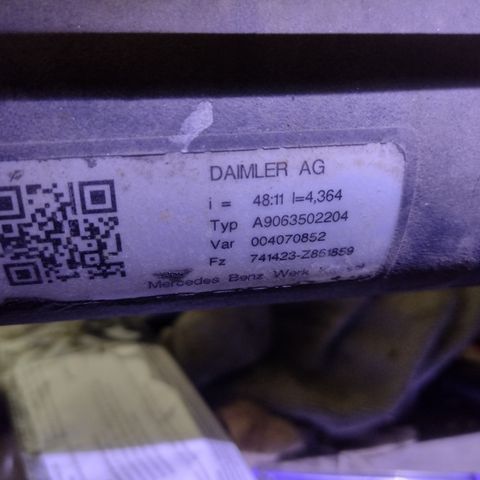 DAIMLER AG
i = 48:11 I=4,364
Typ A9063502204
Var 004070852
Fz 741423-Z851859
Mercedes Benz Werk